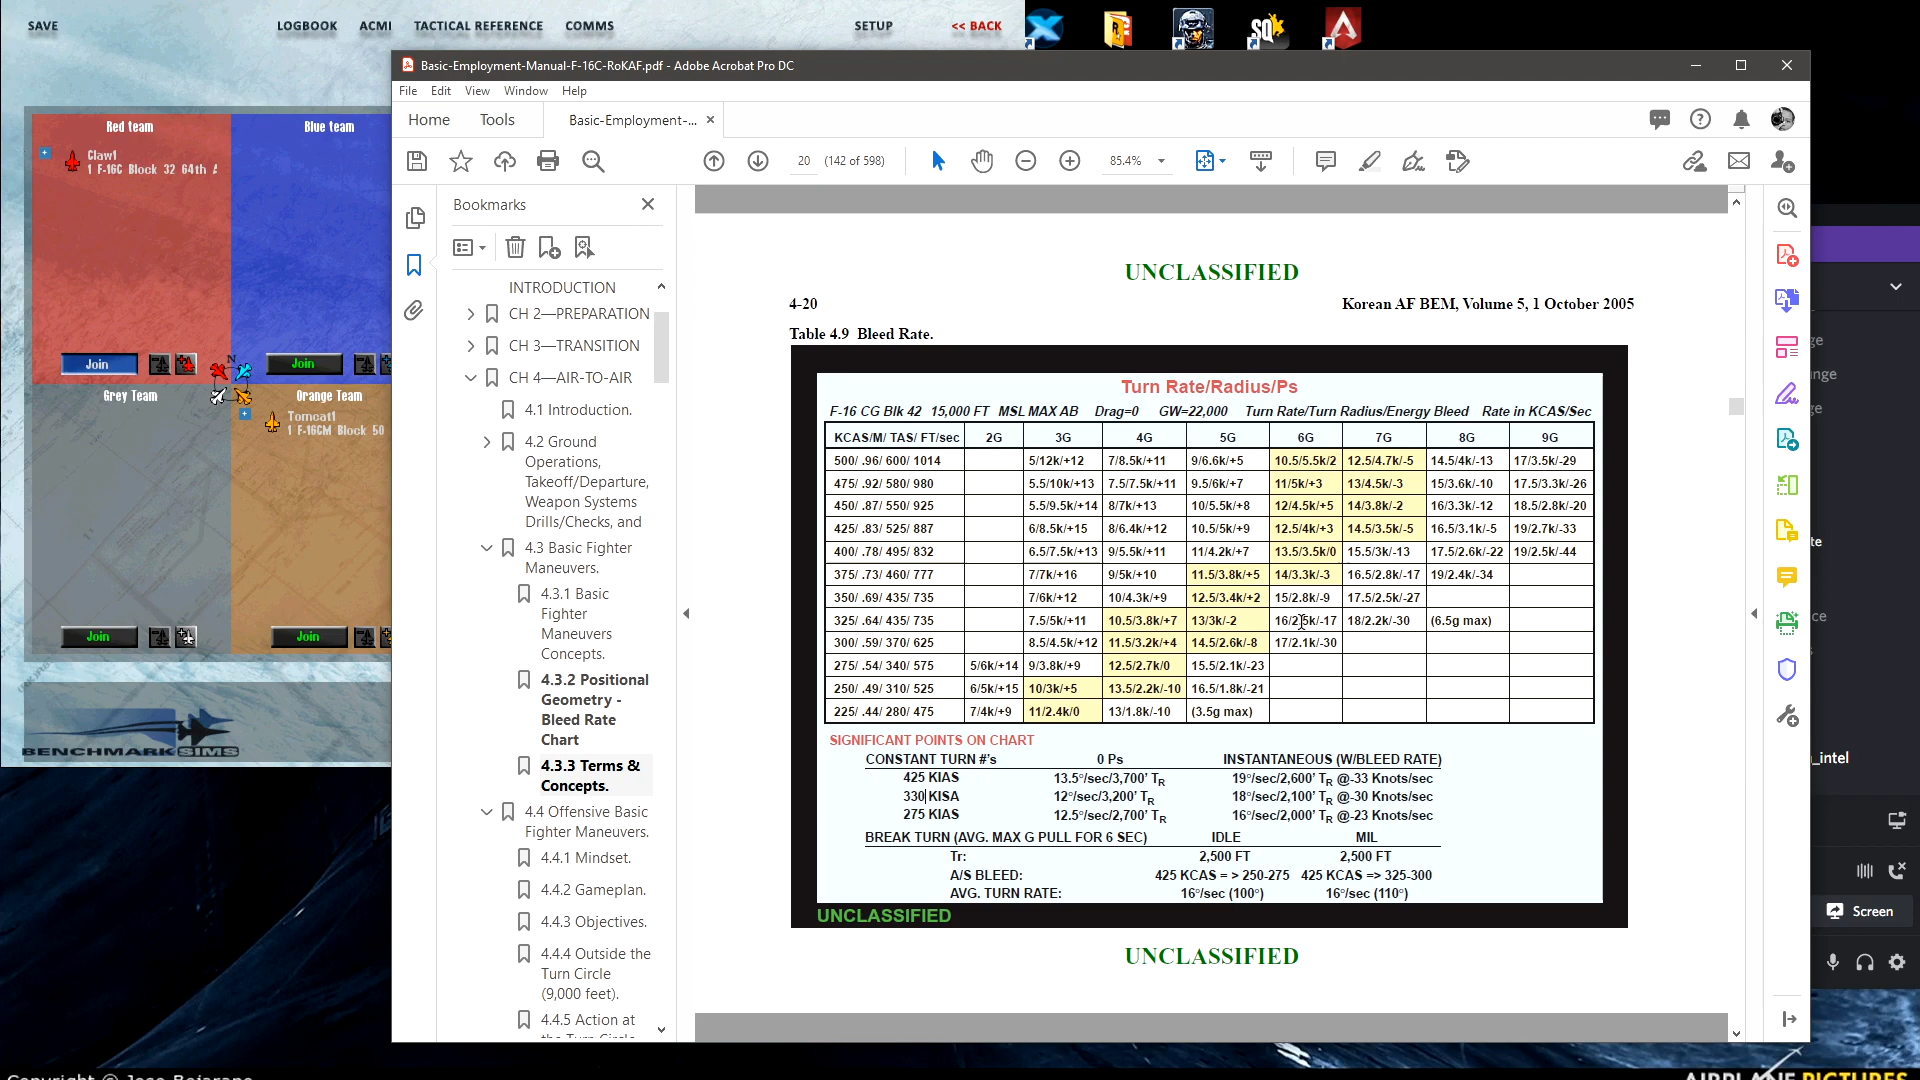 SAVE
LOGBOOK ACMI TACTICAL REFERENCE COMMS SETUP << BACK
Red team
Claw1
1 F-16C Block 32 64th A
Join
Blue team
Join
Grey Team
Join
Orange Team
Tomcat1
1 F-16CM Block 50
Join
N
BENCHMARKSIMS
Basic-Employment-Manual-F-16C-RoKAF.pdf - Adobe Acrobat Pro DC
File Edit View Window Help
Home Tools Basic-Employment-... ×
20 (142 of 598) 85.4%
Bookmarks
INTRODUCTION
CH 2—PREPARATION
CH 3—TRANSITION
CH 4—AIR-TO-AIR
4.1 Introduction.
4.2 Ground
Operations,
Takeoff/Departure,
Weapon Systems
Drills/Checks, and
4.3 Basic Fighter
Maneuvers.
4.3.1 Basic
Fighter
Maneuvers
Concepts.
4.3.2 Positional
Geometry -
Bleed Rate
Chart
4.3.3 Terms &
Concepts.
4.4 Offensive Basic
Fighter Maneuvers.
4.4.1 Mindset.
4.4.2 Gameplan.
4.4.3 Objectives.
4.4.4 Outside the
Turn Circle
(9,000 feet).
4.4.5 Action at
the Turn Circle
UNCLASSIFIED
4-20 Korean AF BEM, Volume 5, 1 October 2005
Table 4.9 Bleed Rate.
Turn Rate/Radius/Ps
F-16 CG Blk 42 15,000 FT MSL MAX AB Drag=0 GW=22,000 Turn Rate/Turn Radius/Energy Bleed Rate in KCAS/Sec
KCAS/M/ TAS/ FT/sec 2G 3G 4G 5G 6G 7G 8G 9G
500/ .96/ 600/ 1014 5/12k/+12 7/8.5k/+11 9/6.6k/+5 10.5/5.5k/2 12.5/4.7k/-5 14.5/4k/-13 17/3.5k/-29
475/ .92/ 580/ 980 5.5/10k/+13 7.5/7.5k/+11 9.5/6k/+7 11/5k/+3 13/4.5k/-3 15/3.6k/-10 17.5/3.3k/-26
450/ .87/ 550/ 925 5.5/9.5k/+14 8/7k/+13 10/5.5k/+8 12/4.5k/+5 14/3.8k/-2 16/3.3k/-12 18.5/2.8k/-20
425/ .83/ 525/ 887 6/8.5k/+15 8/6.4k/+12 10/5.5k/+9 12.5/4k/+3 14.5/3.5k/-5 16.5/3.1k/-5 19/2.7k/-33
400/ .78/ 495/ 832 6.5/7.5k/+13 9/5.5k/+11 11/4.2k/+7 13.5/3.5k/0 15.5/3k/-13 17.5/2.6k/-22 19/2.5k/-44
375/ .73/ 460/ 777 7/7k/+16 9/5k/+10 11.5/3.8k/+5 14/3.3k/-3 16.5/2.8k/-17 19/2.4k/-34
350/ .69/ 435/ 735 7/6k/+12 10/4.3k/+9 12.5/3.4k/+2 15/2.8k/-9 17.5/2.5k/-27
325/ .64/ 435/ 735 7.5/5k/+11 10.5/3.8k/+7 13/3k/-2 16/2.5k/-17 18/2.2k/-30 (6.5g max)
300/ .59/ 370/ 625 8.5/4.5k/+12 11.5/3.2k/+4 14.5/2.6k/-8 17/2.1k/-30
275/ .54/ 340/ 575 5/6k/+14 9/3.8k/+9 12.5/2.7k/0 15.5/2.1k/-23
250/ .49/ 310/ 525 6/5k/+15 10/3k/+5 13.5/2.2k/-10 16.5/1.8k/-21
225/ .44/ 280/ 475 7/4k/+9 11/2.4k/0 13/1.8k/-10 (3.5g max)
SIGNIFICANT POINTS ON CHART
CONSTANT TURN #'s 0 Ps INSTANTANEOUS (W/BLEED RATE)
425 KIAS 13.5°/sec/3,700' TR 19°/sec/2,600' TR @-33 Knots/sec
330 KISA 12°/sec/3,200' TR 18°/sec/2,100' TR @-30 Knots/sec
275 KIAS 12.5°/sec/2,700' TR 16°/sec/2,000' TR @-23 Knots/sec
BREAK TURN (AVG. MAX G PULL FOR 6 SEC) IDLE MIL
Tr: 2,500 FT 2,500 FT
A/S BLEED: 425 KCAS = > 250-275 425 KCAS => 325-300
AVG. TURN RATE: 16°/sec (100°) 16°/sec (110°)
UNCLASSIFIED
UNCLASSIFIED
_intel
Screen